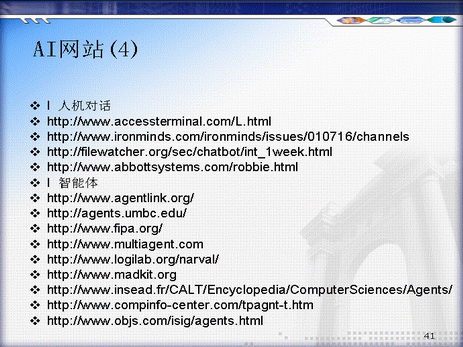 AI网站(4)
❖ l 人机对话
❖ http://www.accessterminal.com/L.html
❖ http://www.ironminds.com/ironminds/issues/010716/channels
❖ http://filewatcher.org/sec/chatbot/int_1week.html
❖ http://www.abbottsystems.com/robbie.html
❖ l 智能体
❖ http://www.agentlink.org/
❖ http://agents.umbc.edu/
❖ http://www.fipa.org/
❖ http://www.multiagent.com
❖ http://www.logilab.org/narval/
❖ http://www.madkit.org
❖ http://www.insead.fr/CALT/Encyclopedia/ComputerSciences/Agents/
❖ http://www.compinfo-center.com/tpagnt-t.htm
❖ http://www.objs.com/isig/agents.html
41